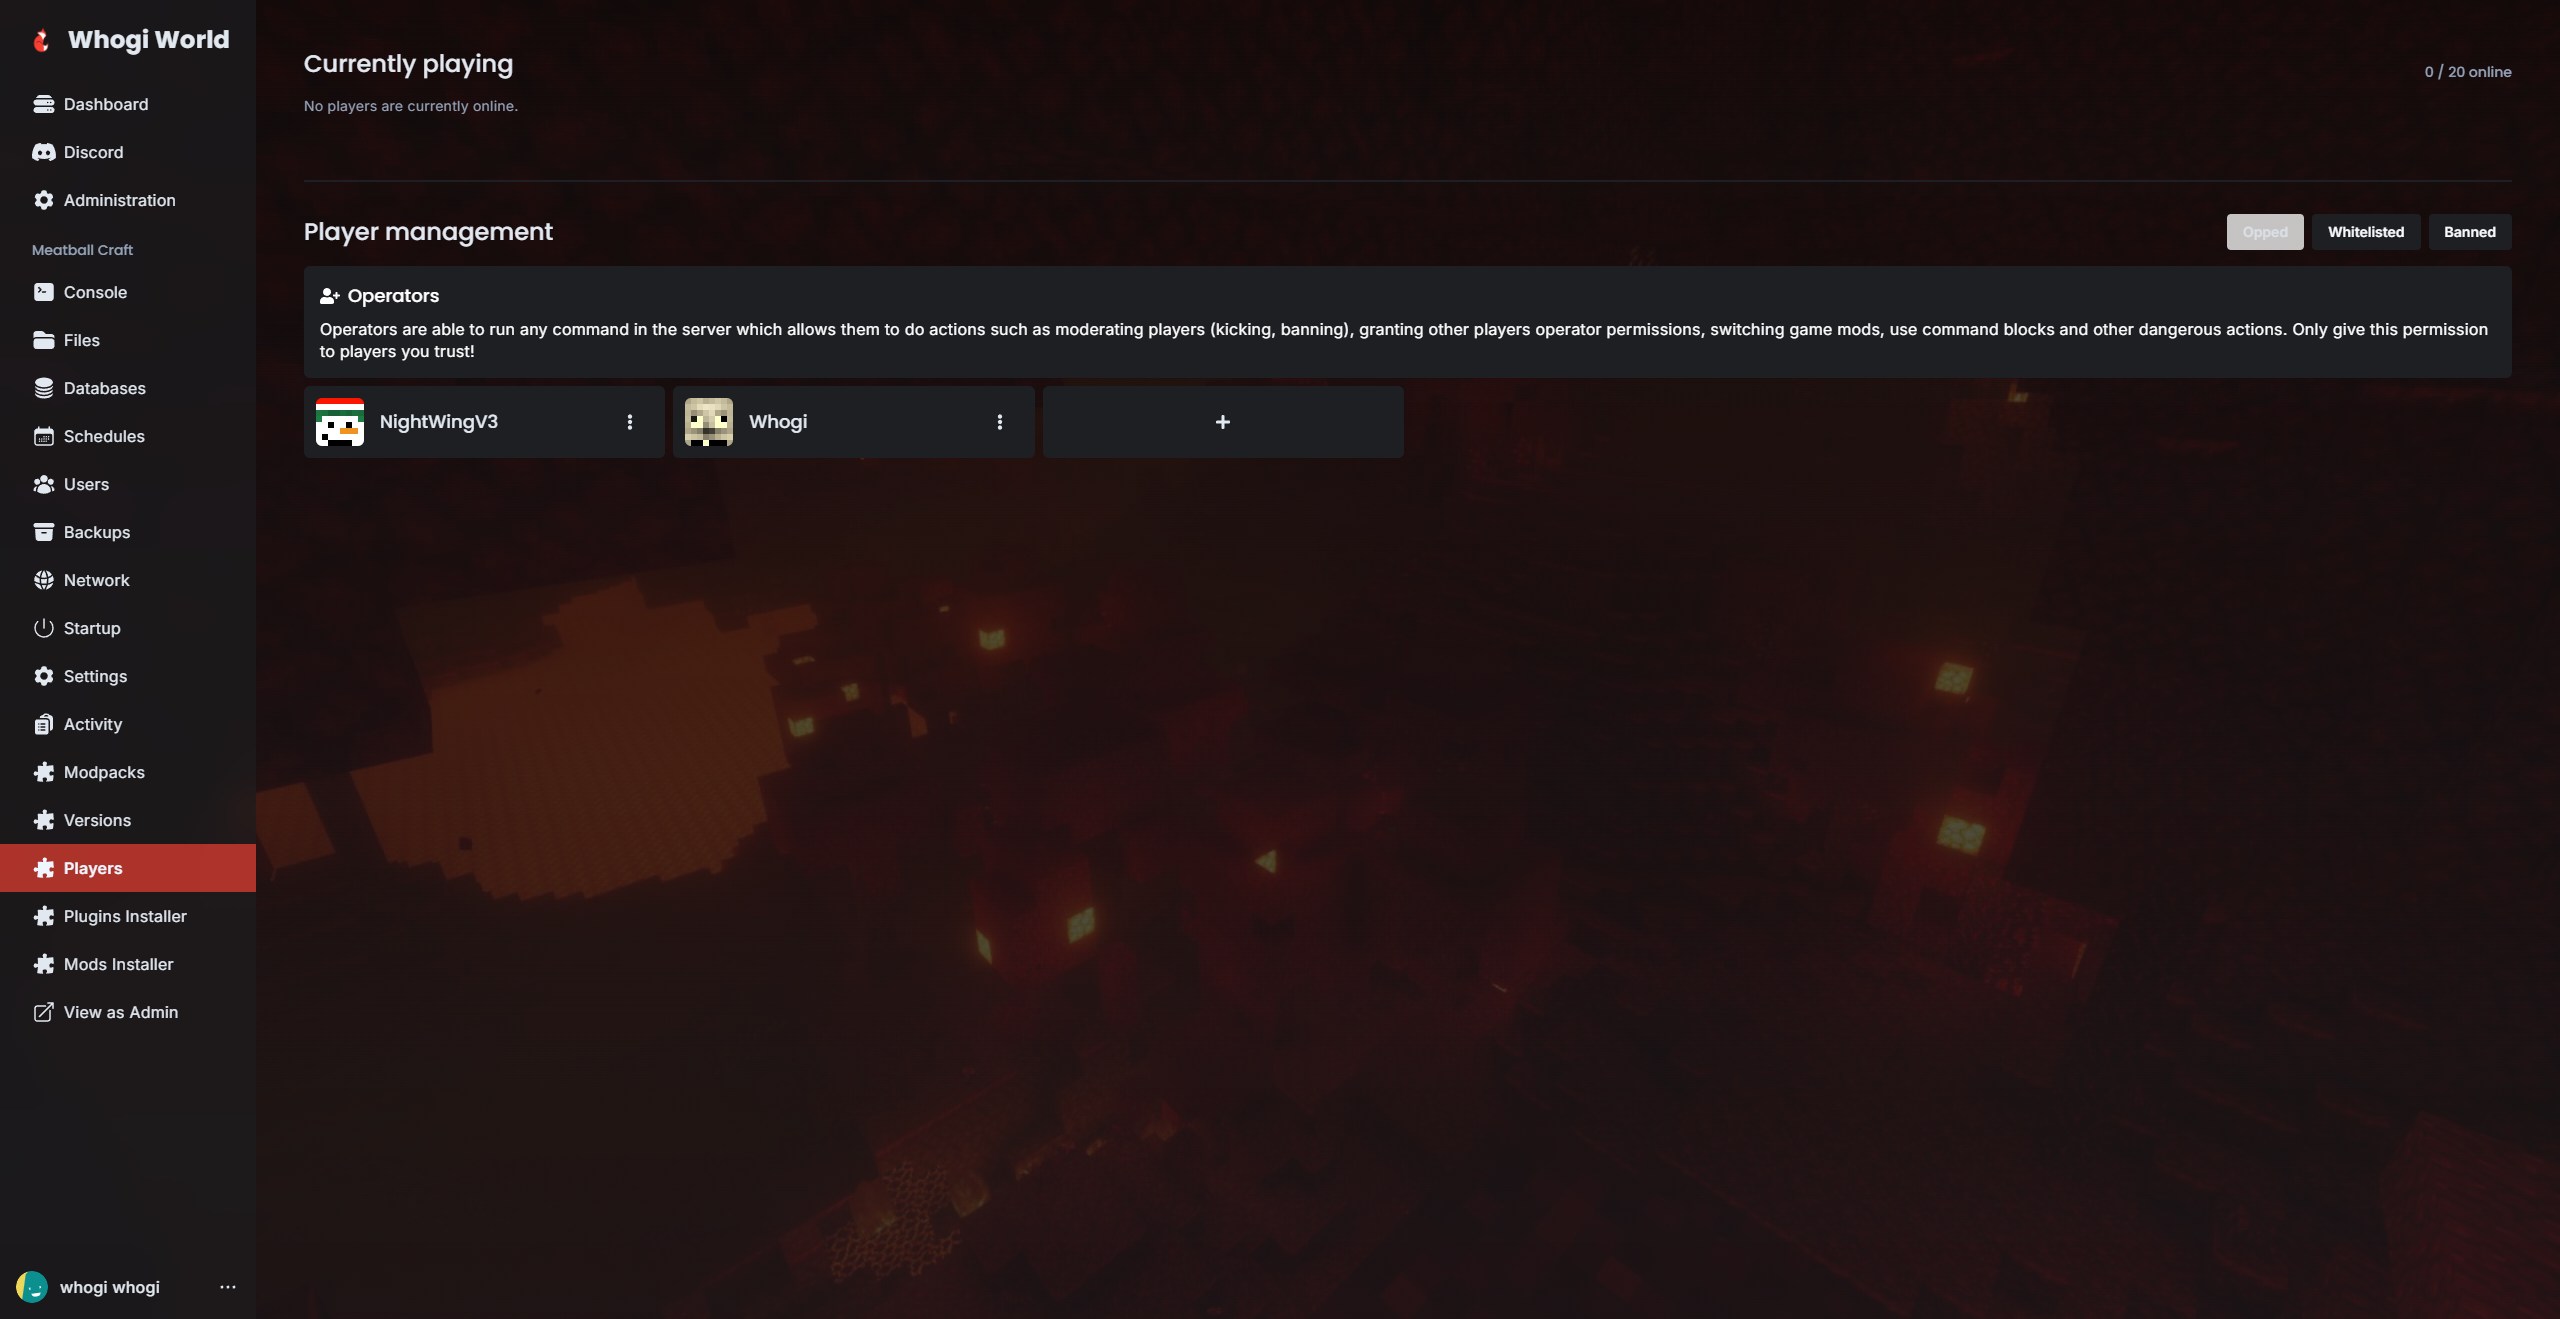 Whogi World
Dashboard
Discord
Administration
Meatball Craft
Console
Files
Databases
Schedules
Users
Backups
Network
Startup
Settings
Activity
Modpacks
Versions
Players
Plugins Installer
Mods Installer
View as Admin
whogi whogi
Currently playing
0 / 20 online
No players are currently online.
Player management
Opped
Whitelisted
Banned
Operators
Operators are able to run any command in the server which allows them to do actions such as moderating players (kicking, banning), granting other players operator permissions, switching game mods, use command blocks and other dangerous actions. Only give this permission
to players you trust!
NightWingV3
Whogi